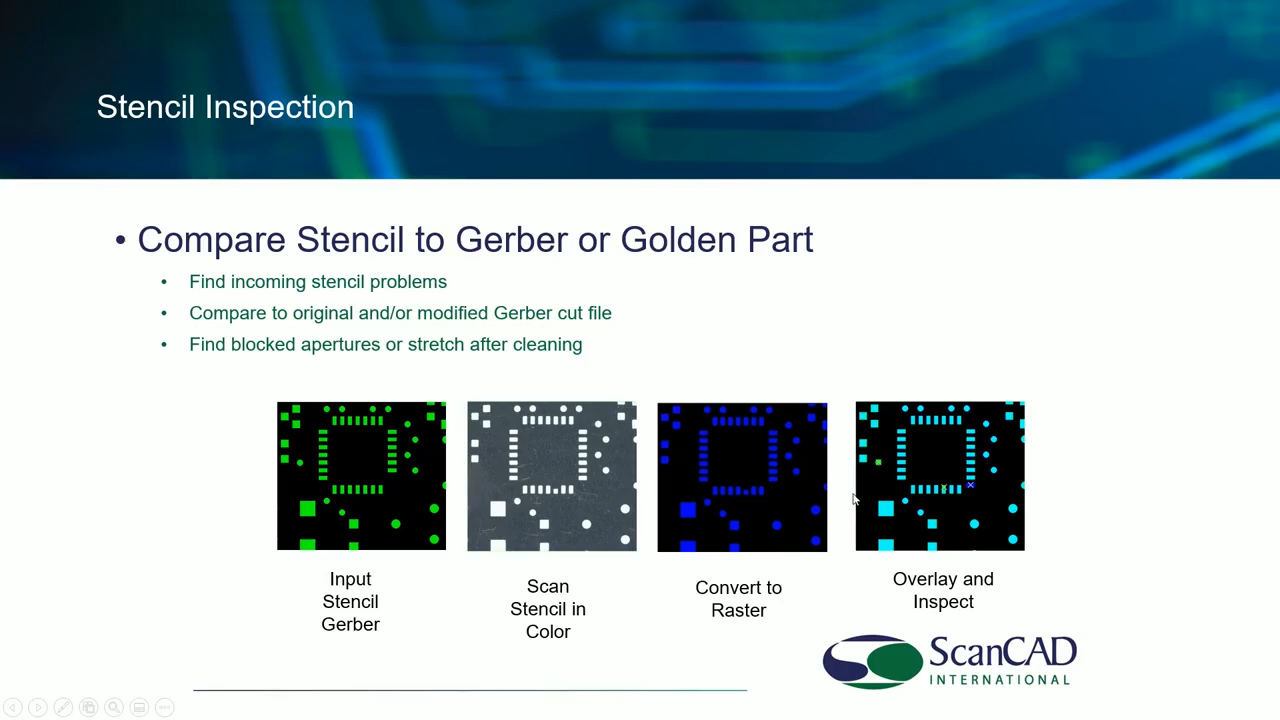 Stencil Inspection
• Compare Stencil to Gerber or Golden Part
• Find incoming stencil problems
• Compare to original and/or modified Gerber cut file
• Find blocked apertures or stretch after cleaning
Input
Stencil
Gerber
Scan
Stencil in
Color
Convert to
Raster
Overlay and
Inspect
ScanCAD
INTERNATIONAL